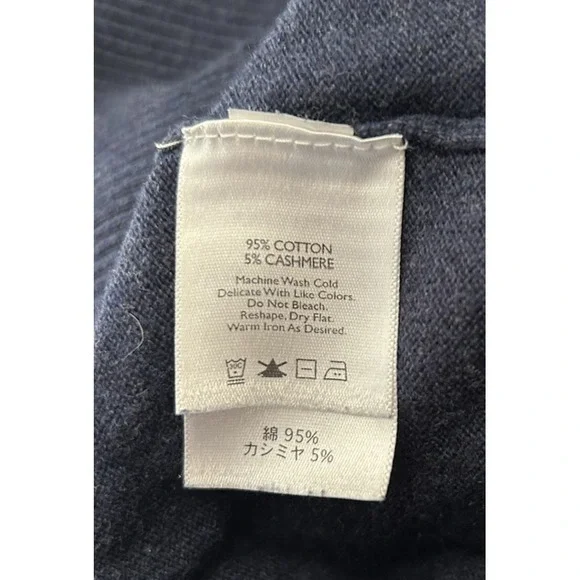 95% COTTON
5% CASHMERE
Machine Wash Cold
Delicate With Like Colors.
Do Not Bleach.
Reshape, Dry Flat.
Warm Iron As Desired.
30C
綿 95%
カシミヤ 5%